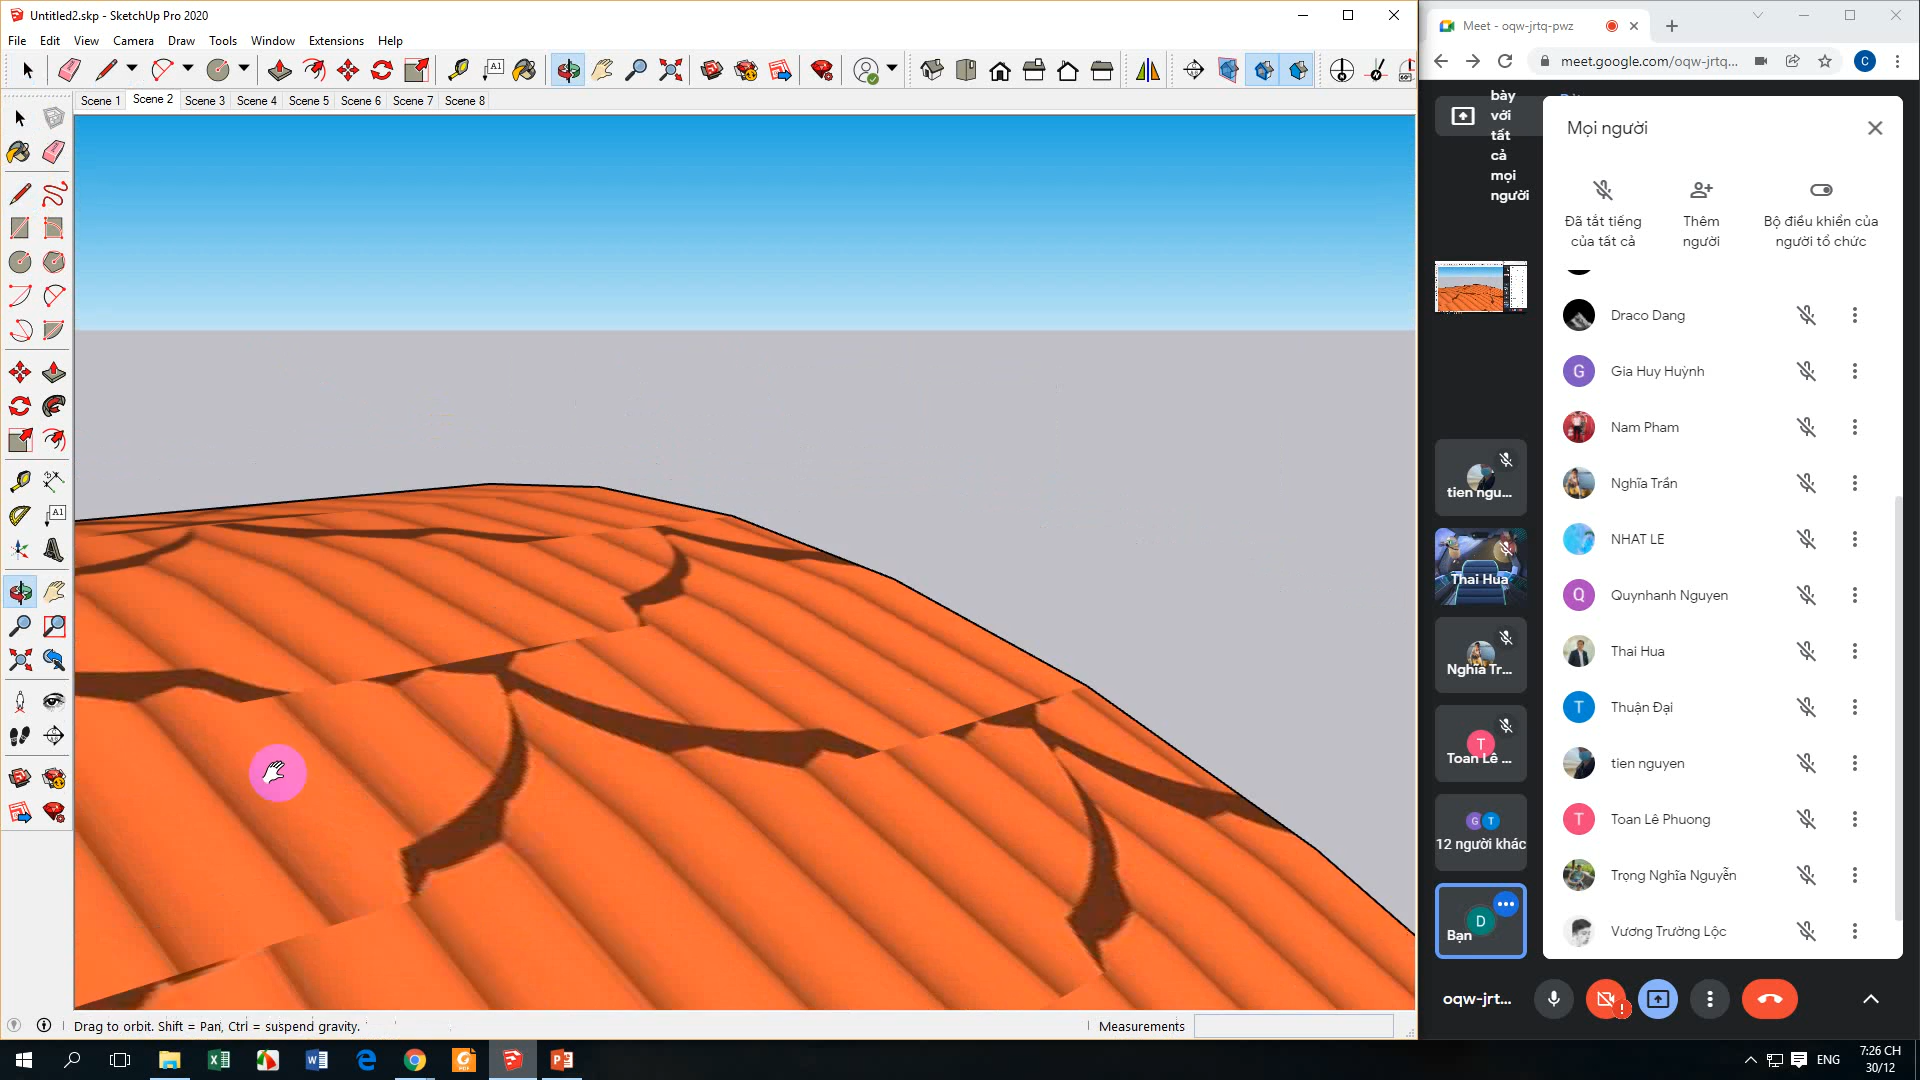 Untitled2.skp - SketchUp Pro 2020
File Edit View Camera Draw Tools Window Extensions Help
A1
Scene 1 Scene 2 Scene 3 Scene 4 Scene 5 Scene 6 Scene 7 Scene 8
A1
Drag to orbit. Shift = Pan, Ctrl = suspend gravity.
Measurements
Meet - oqw-jrtq-pwz
meet.google.com/oqw-jrtq...
C
bày
với
tất
cả
mọi
người
Mọi người
Đã tắt tiếng
của tất cả
Thêm
người
Bộ điều khiển của
người tổ chức
Draco Dang
G Gia Huy Huỳnh
Nam Pham
Nghĩa Trần
NHAT LE
Q Quynhanh Nguyen
Thai Hua
T Thuận Đại
tien nguyen
T Toan Lê Phuong
Trọng Nghĩa Nguyễn
Vương Trường Lộc
tien ngu...
Thai Hua
Nghĩa Tr...
T
Toan Lê ...
G T
12 người khác
D
Bạn
oqw-jrt...
ENG
7:26 CH
30/12